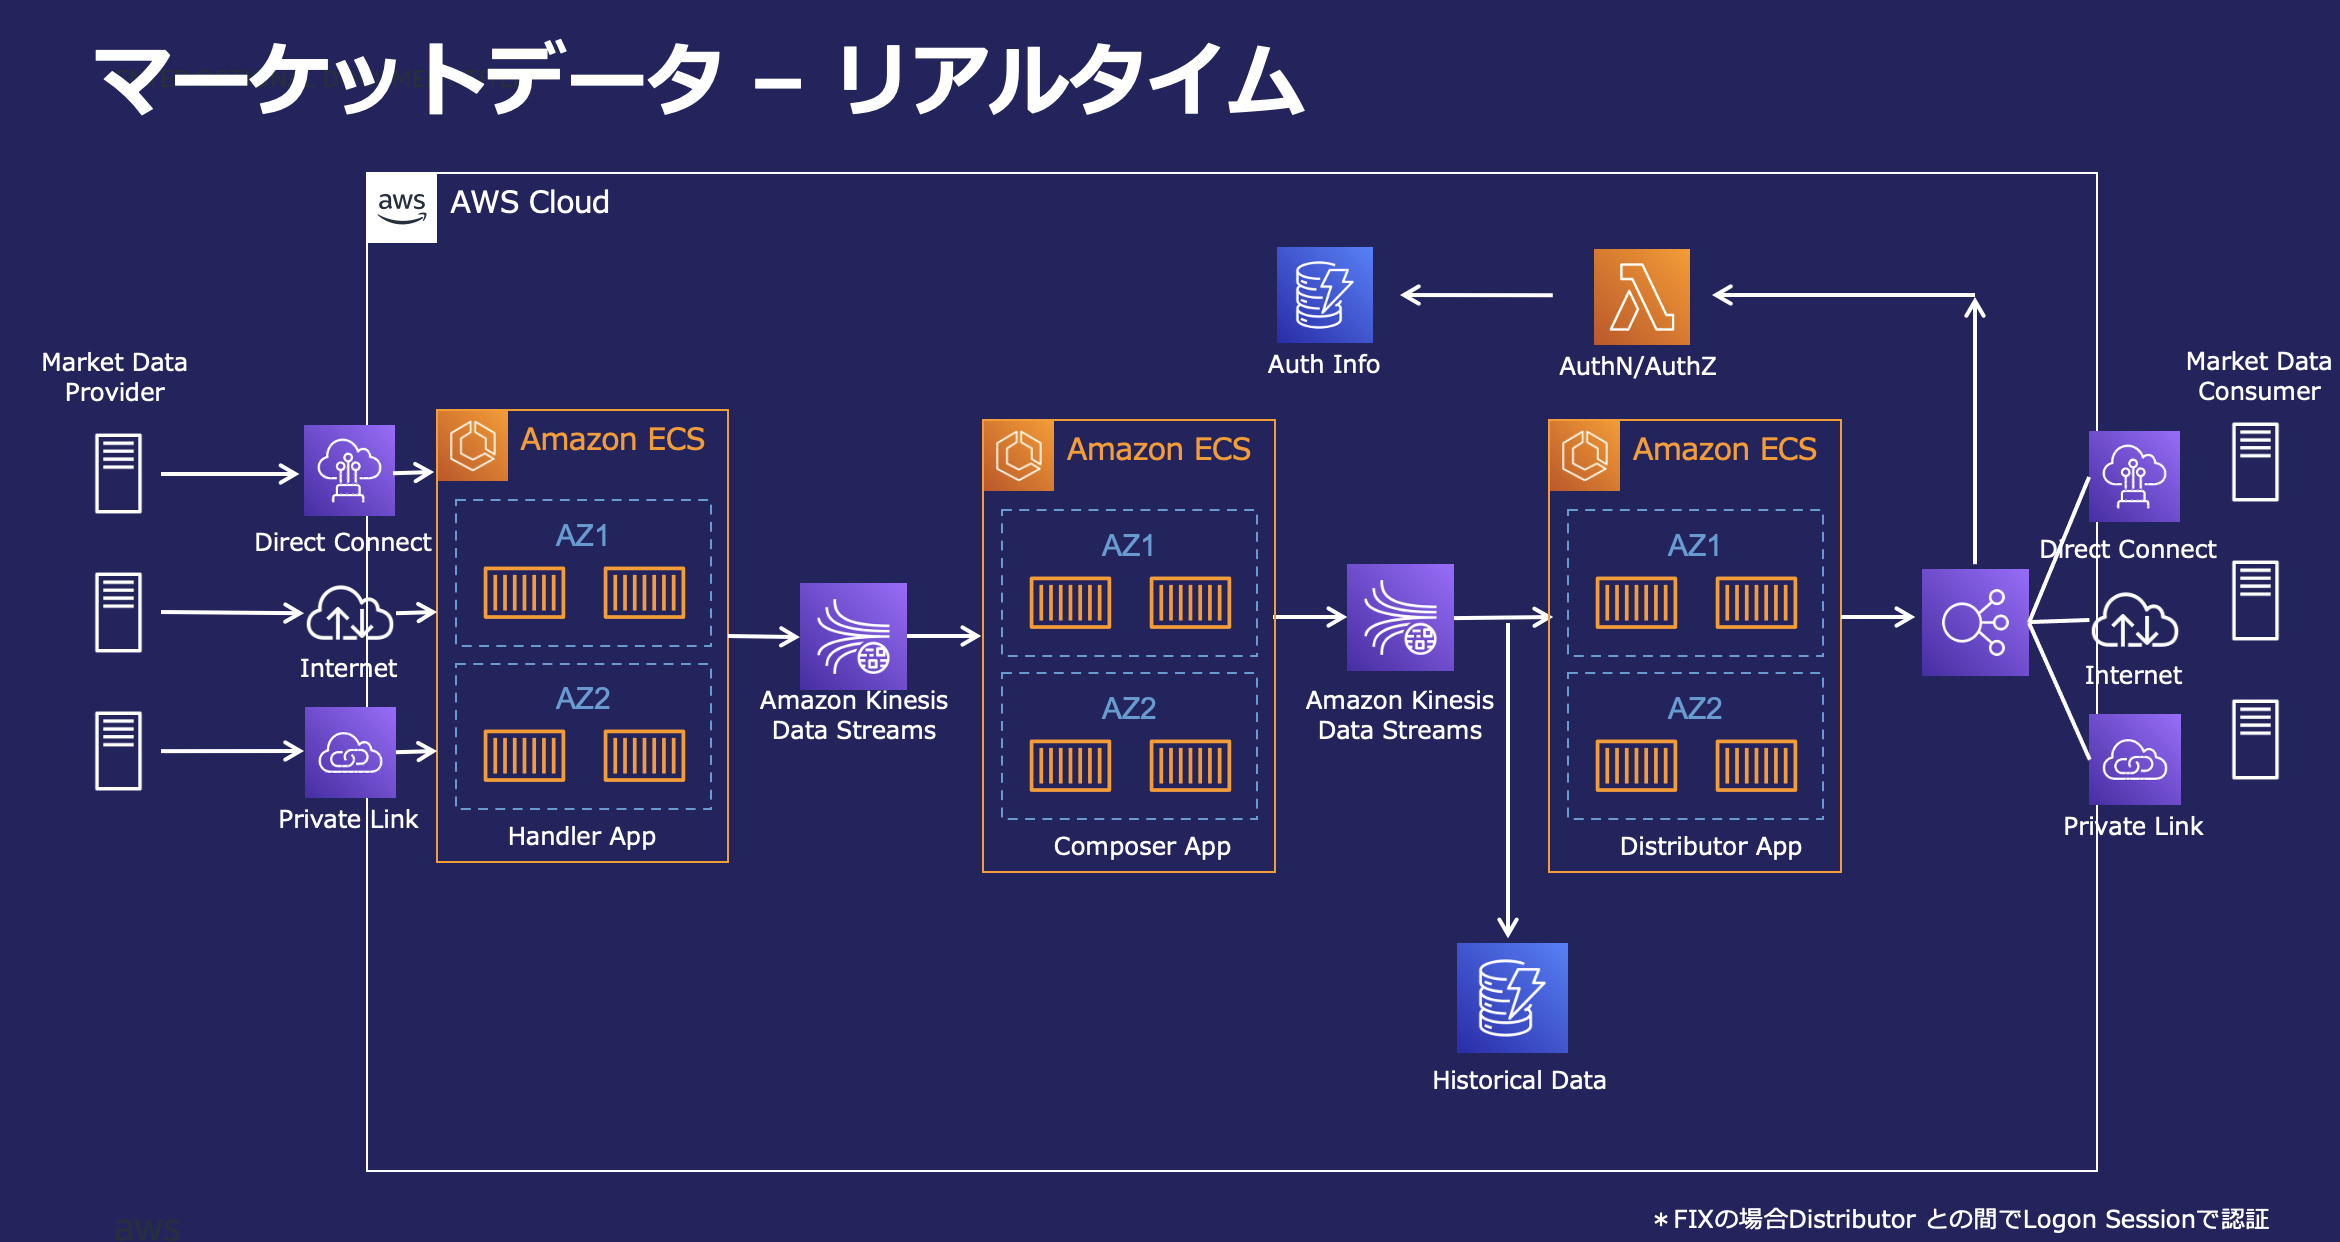 マーケットデータ – リアルタイム
aws
AWS Cloud
Market Data
Provider
Direct Connect
Internet
Private Link
Amazon ECS
AZ1
AZ2
Handler App
Amazon Kinesis
Data Streams
Amazon ECS
AZ1
AZ2
Composer App
Amazon Kinesis
Data Streams
Auth Info
AuthN/AuthZ
Amazon ECS
AZ1
AZ2
Distributor App
Historical Data
Market Data
Consumer
Direct Connect
Internet
Private Link
＊FIXの場合Distributor との間でLogon Sessionで認証
aws